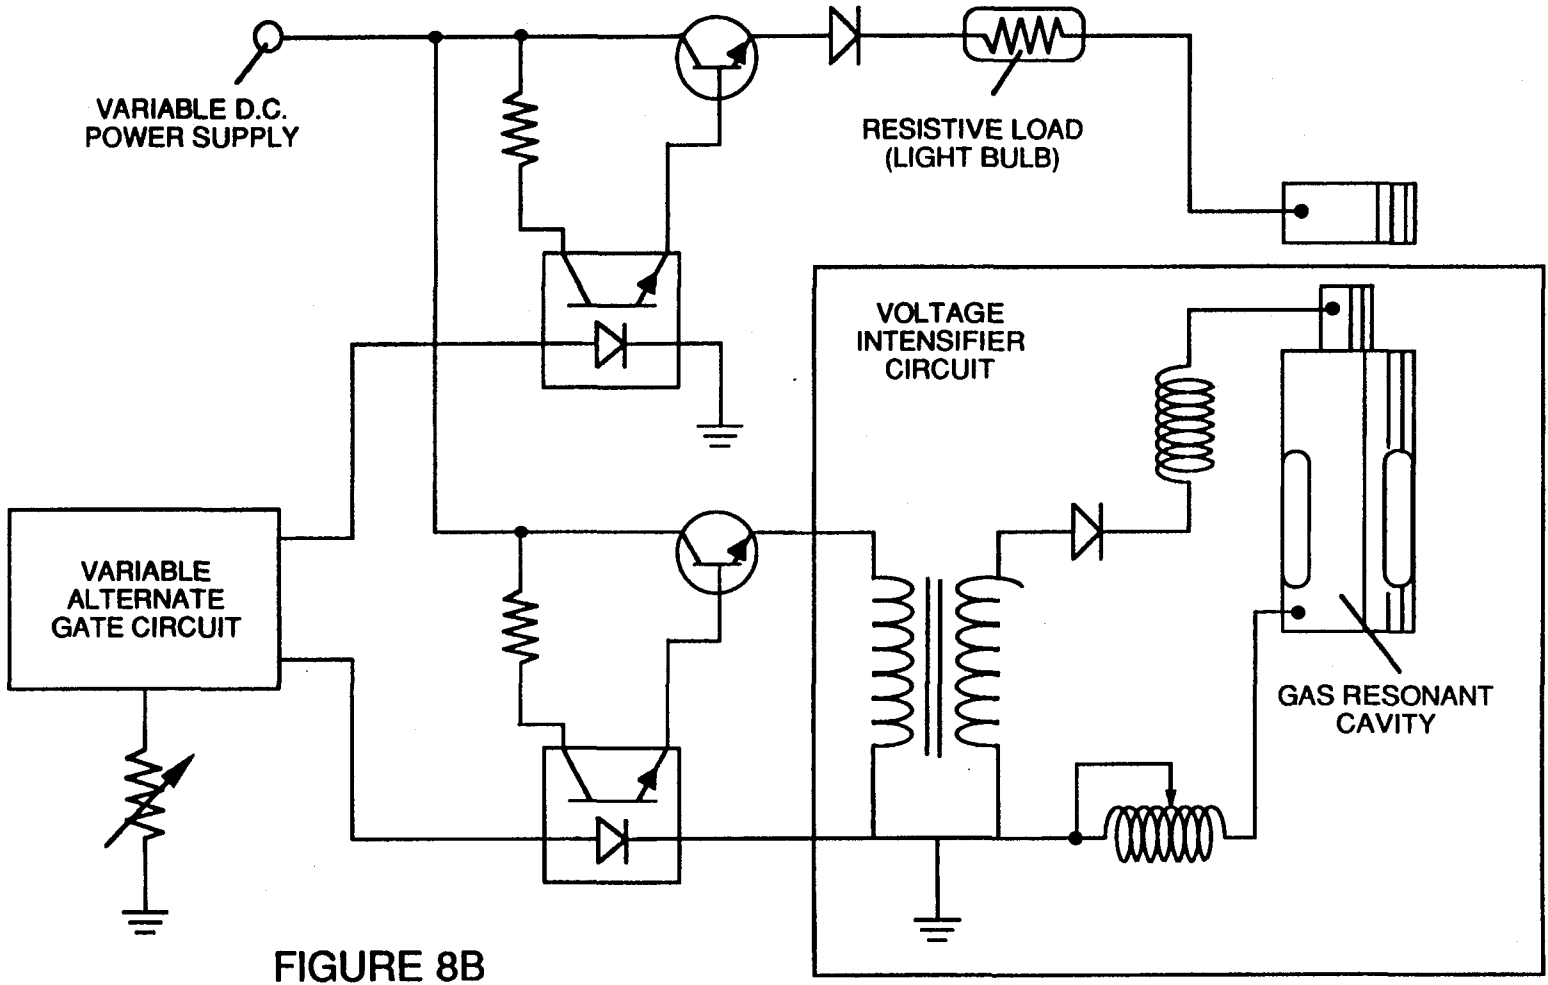 VARIABLE D.C.
POWER SUPPLY
RESISTIVE LOAD
(LIGHT BULB)
VOLTAGE
INTENSIFIER
CIRCUIT
VARIABLE
ALTERNATE
GATE CIRCUIT
GAS RESONANT
CAVITY
FIGURE 8B